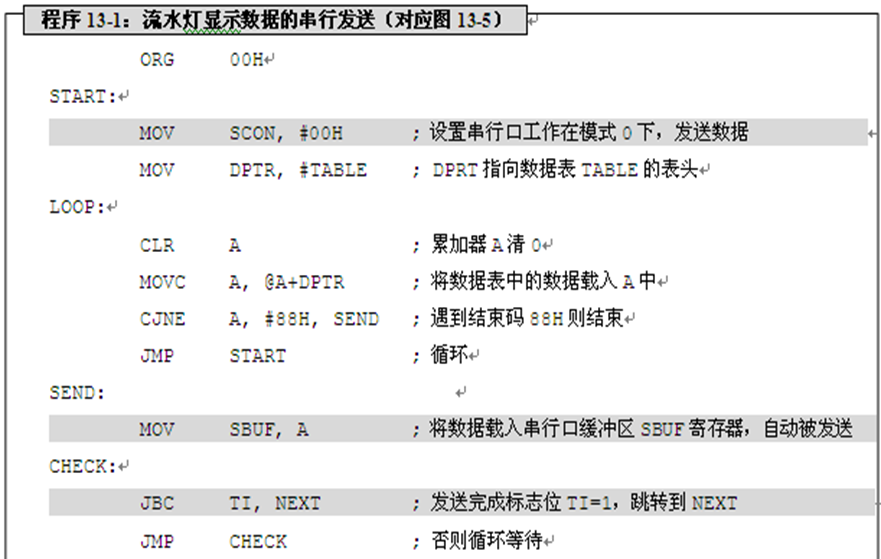 程序 13-1：流水灯显示数据的串行发送（对应图 13-5）
ORG 00H
START:
MOV SCON, #00H ; 设置串行口工作在模式 0 下，发送数据
MOV DPTR, #TABLE ; DPRT 指向数据表 TABLE 的表头
LOOP:
CLR A ; 累加器 A 清 0
MOVC A, @A+DPTR ; 将数据表中的数据载入 A 中
CJNE A, #88H, SEND ; 遇到结束码 88H 则结束
JMP START ; 循环
SEND:
MOV SBUF, A ; 将数据载入串行口缓冲区 SBUF 寄存器，自动被发送
CHECK:
JBC TI, NEXT ; 发送完成标志位 TI=1，跳转到 NEXT
JMP CHECK ; 否则循环等待